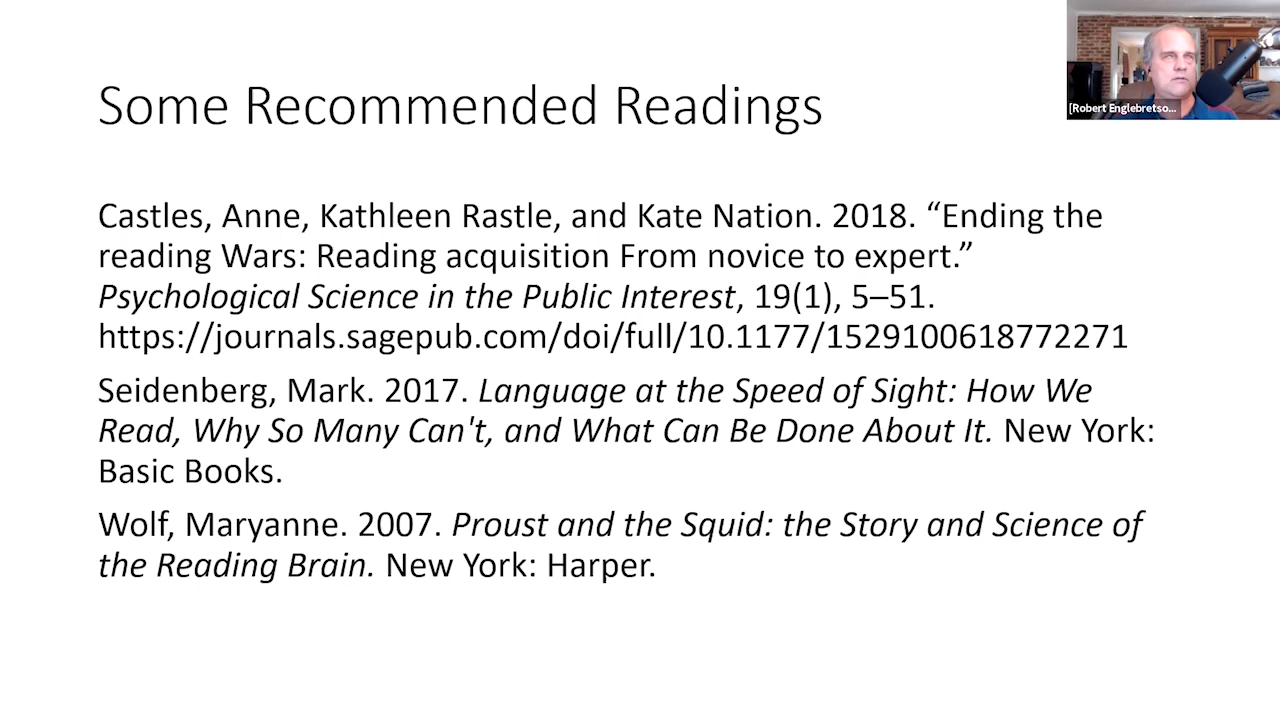 Some Recommended Readings
[Robert Englebretso...
Castles, Anne, Kathleen Rastle, and Kate Nation. 2018. “Ending the
reading Wars: Reading acquisition From novice to expert.”
Psychological Science in the Public Interest, 19(1), 5–51.
https://journals.sagepub.com/doi/full/10.1177/1529100618772271
Seidenberg, Mark. 2017. Language at the Speed of Sight: How We
Read, Why So Many Can't, and What Can Be Done About It. New York:
Basic Books.
Wolf, Maryanne. 2007. Proust and the Squid: the Story and Science of
the Reading Brain. New York: Harper.